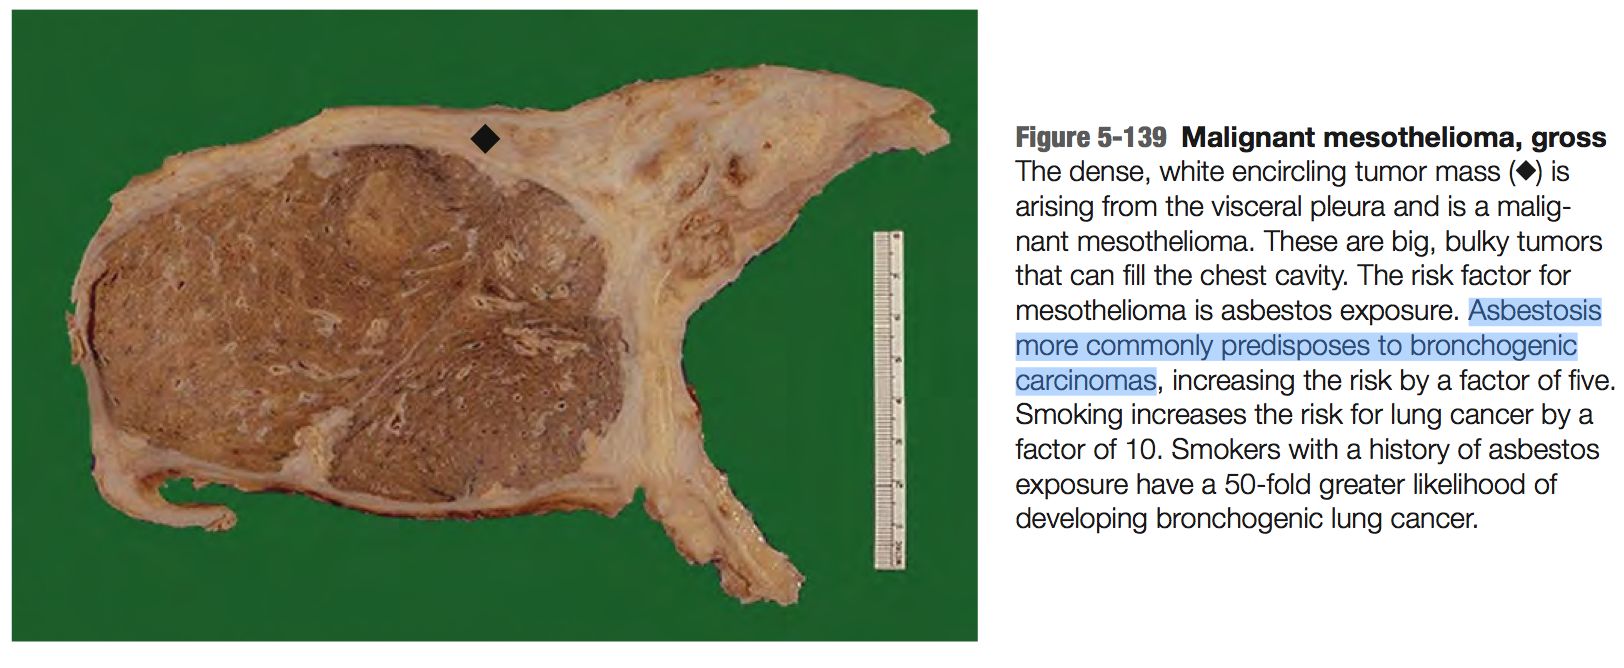 Figure 5-139 Malignant mesothelioma, gross
The dense, white encircling tumor mass (◆) is
arising from the visceral pleura and is a malig-
nant mesothelioma. These are big, bulky tumors
that can fill the chest cavity. The risk factor for
mesothelioma is asbestos exposure. Asbestosis
more commonly predisposes to bronchogenic
carcinomas, increasing the risk by a factor of five.
Smoking increases the risk for lung cancer by a
factor of 10. Smokers with a history of asbestos
exposure have a 50-fold greater likelihood of
developing bronchogenic lung cancer.